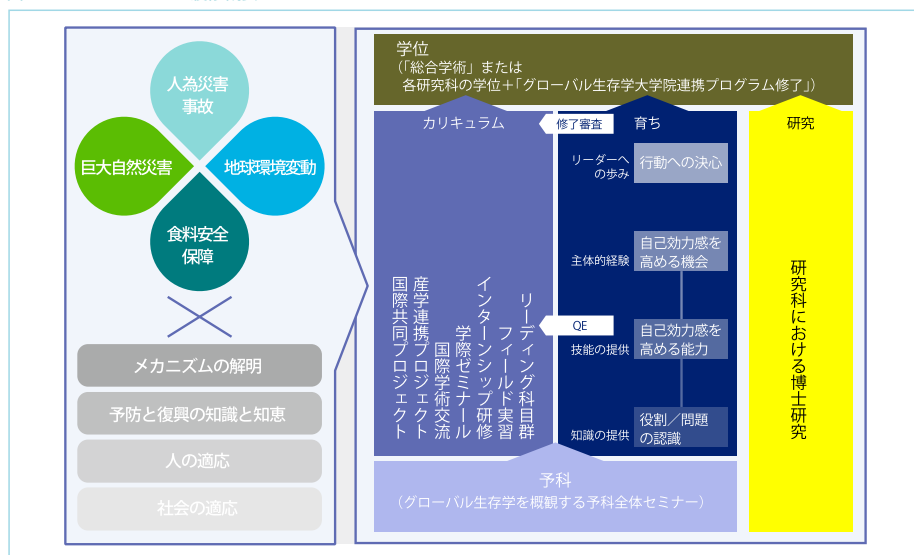 人為災害
事故
巨大自然災害
地球環境変動
食料安全
保障
メカニズムの解明
予防と復興の知識と知恵
人の適応
社会の適応
学位
(「総合学術」または
各研究科の学位+「グローバル生存学大学院連携プログラム修了」)
カリキュラム
修了審査
育ち
研究
リーダーへ
の歩み
行動への決心
主体的経験
自己効力感を
高める機会
QE
技能の提供
自己効力感を
高める能力
知識の提供
役割/問題
の認識
リーディング科目群
フィールド実習
インターンシップ研修
学際ゼミナール
国際学術交流
産学連携プロジェクト
国際共同プロジェクト
研究科における博士研究
予科
(グローバル生存学を概観する予科全体セミナー)